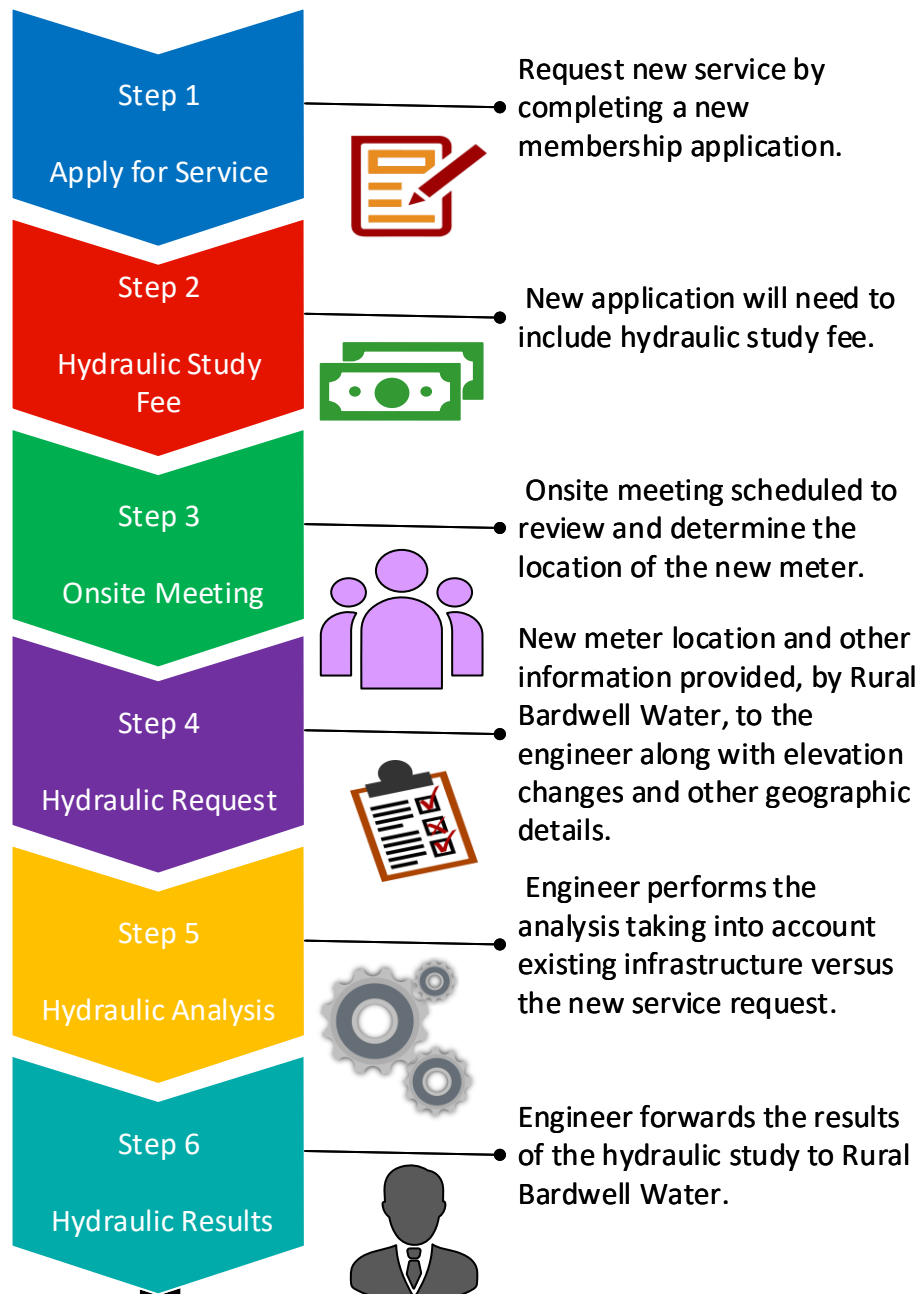 Step 1
Apply for Service
Request new service by
completing a new
membership application.
Step 2
Hydraulic Study
Fee
New application will need to
include hydraulic study fee.
Step 3
Onsite Meeting
Onsite meeting scheduled to
review and determine the
location of the new meter.
Step 4
Hydraulic Request
New meter location and other
information provided, by Rural
Bardwell Water, to the
engineer along with elevation
changes and other geographic
details.
Step 5
Hydraulic Analysis
Engineer performs the
analysis taking into account
existing infrastructure versus
the new service request.
Step 6
Hydraulic Results
Engineer forwards the results
of the hydraulic study to Rural
Bardwell Water.